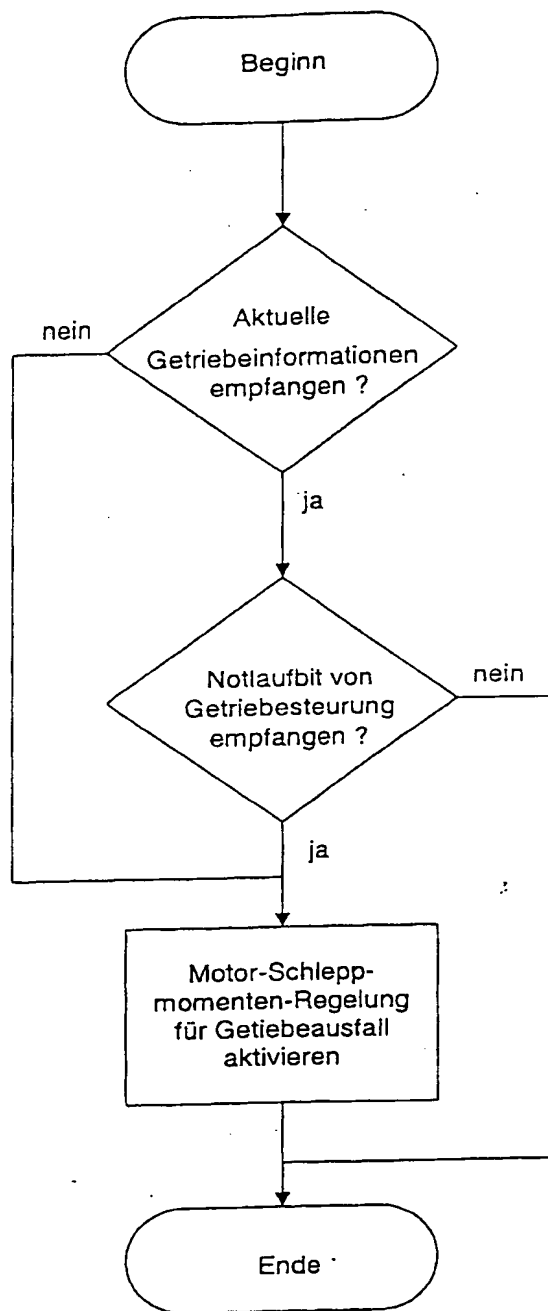 Beginn
nein
Aktuelle
Getriebeinformationen
empfangen ?
ja
Notlaufbit von
Getriebesteurung
empfangen ?
nein
ja
Motor-Schlepp-
momenten-Regelung
für Getiebeausfall
aktivieren
Ende